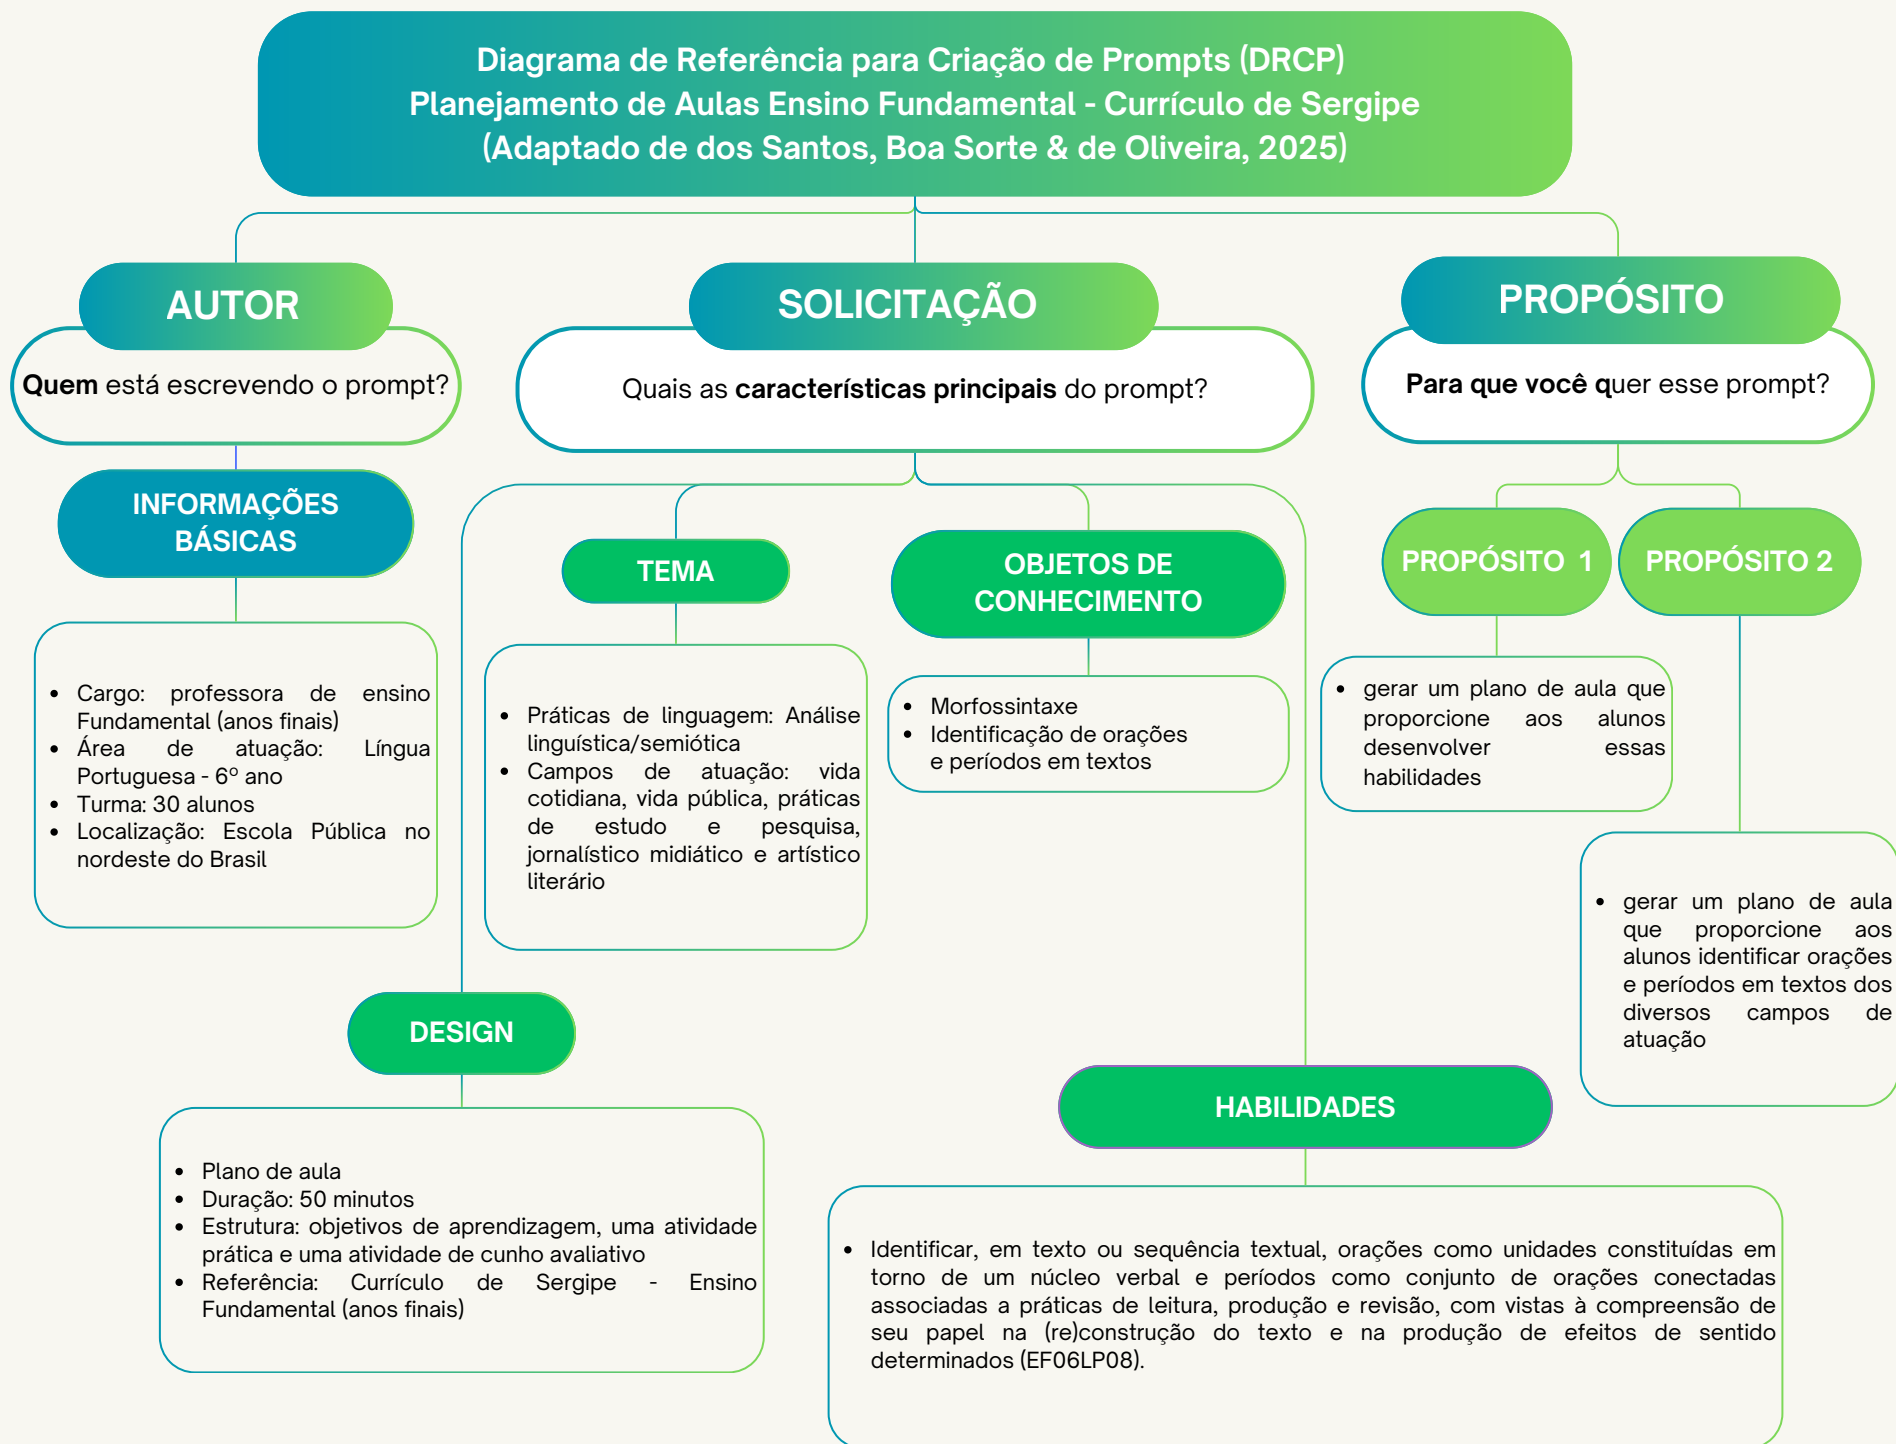 Diagrama de Referência para Criação de Prompts (DRCP)
Planejamento de Aulas Ensino Fundamental - Currículo de Sergipe
(Adaptado de dos Santos, Boa Sorte & de Oliveira, 2025)
AUTOR
Quem está escrevendo o prompt?
INFORMAÇÕES
BÁSICAS
• Cargo: professora de ensino
Fundamental (anos finais)
• Área de atuação: Língua
Portuguesa - 6º ano
• Turma: 30 alunos
• Localização: Escola Pública no
nordeste do Brasil
SOLICITAÇÃO
Quais as características principais do prompt?
TEMA
• Práticas de linguagem: Análise
linguística/semiótica
• Campos de atuação: vida
cotidiana, vida pública, práticas
de estudo e pesquisa,
jornalístico midiático e artístico
literário
OBJETOS DE
CONHECIMENTO
• Morfossintaxe
• Identificação de orações
e períodos em textos
DESIGN
• Plano de aula
• Duração: 50 minutos
• Estrutura: objetivos de aprendizagem, uma atividade
prática e uma atividade de cunho avaliativo
• Referência: Currículo de Sergipe - Ensino
Fundamental (anos finais)
HABILIDADES
• Identificar, em texto ou sequência textual, orações como unidades constituídas em
torno de um núcleo verbal e períodos como conjunto de orações conectadas
associadas a práticas de leitura, produção e revisão, com vistas à compreensão de
seu papel na (re)construção do texto e na produção de efeitos de sentido
determinados (EF06LP08).
PROPÓSITO
Para que você quer esse prompt?
PROPÓSITO 1
• gerar um plano de aula que
proporcione aos alunos
desenvolver essas
habilidades
PROPÓSITO 2
• gerar um plano de aula
que proporcione aos
alunos identificar orações
e períodos em textos dos
diversos campos de
atuação